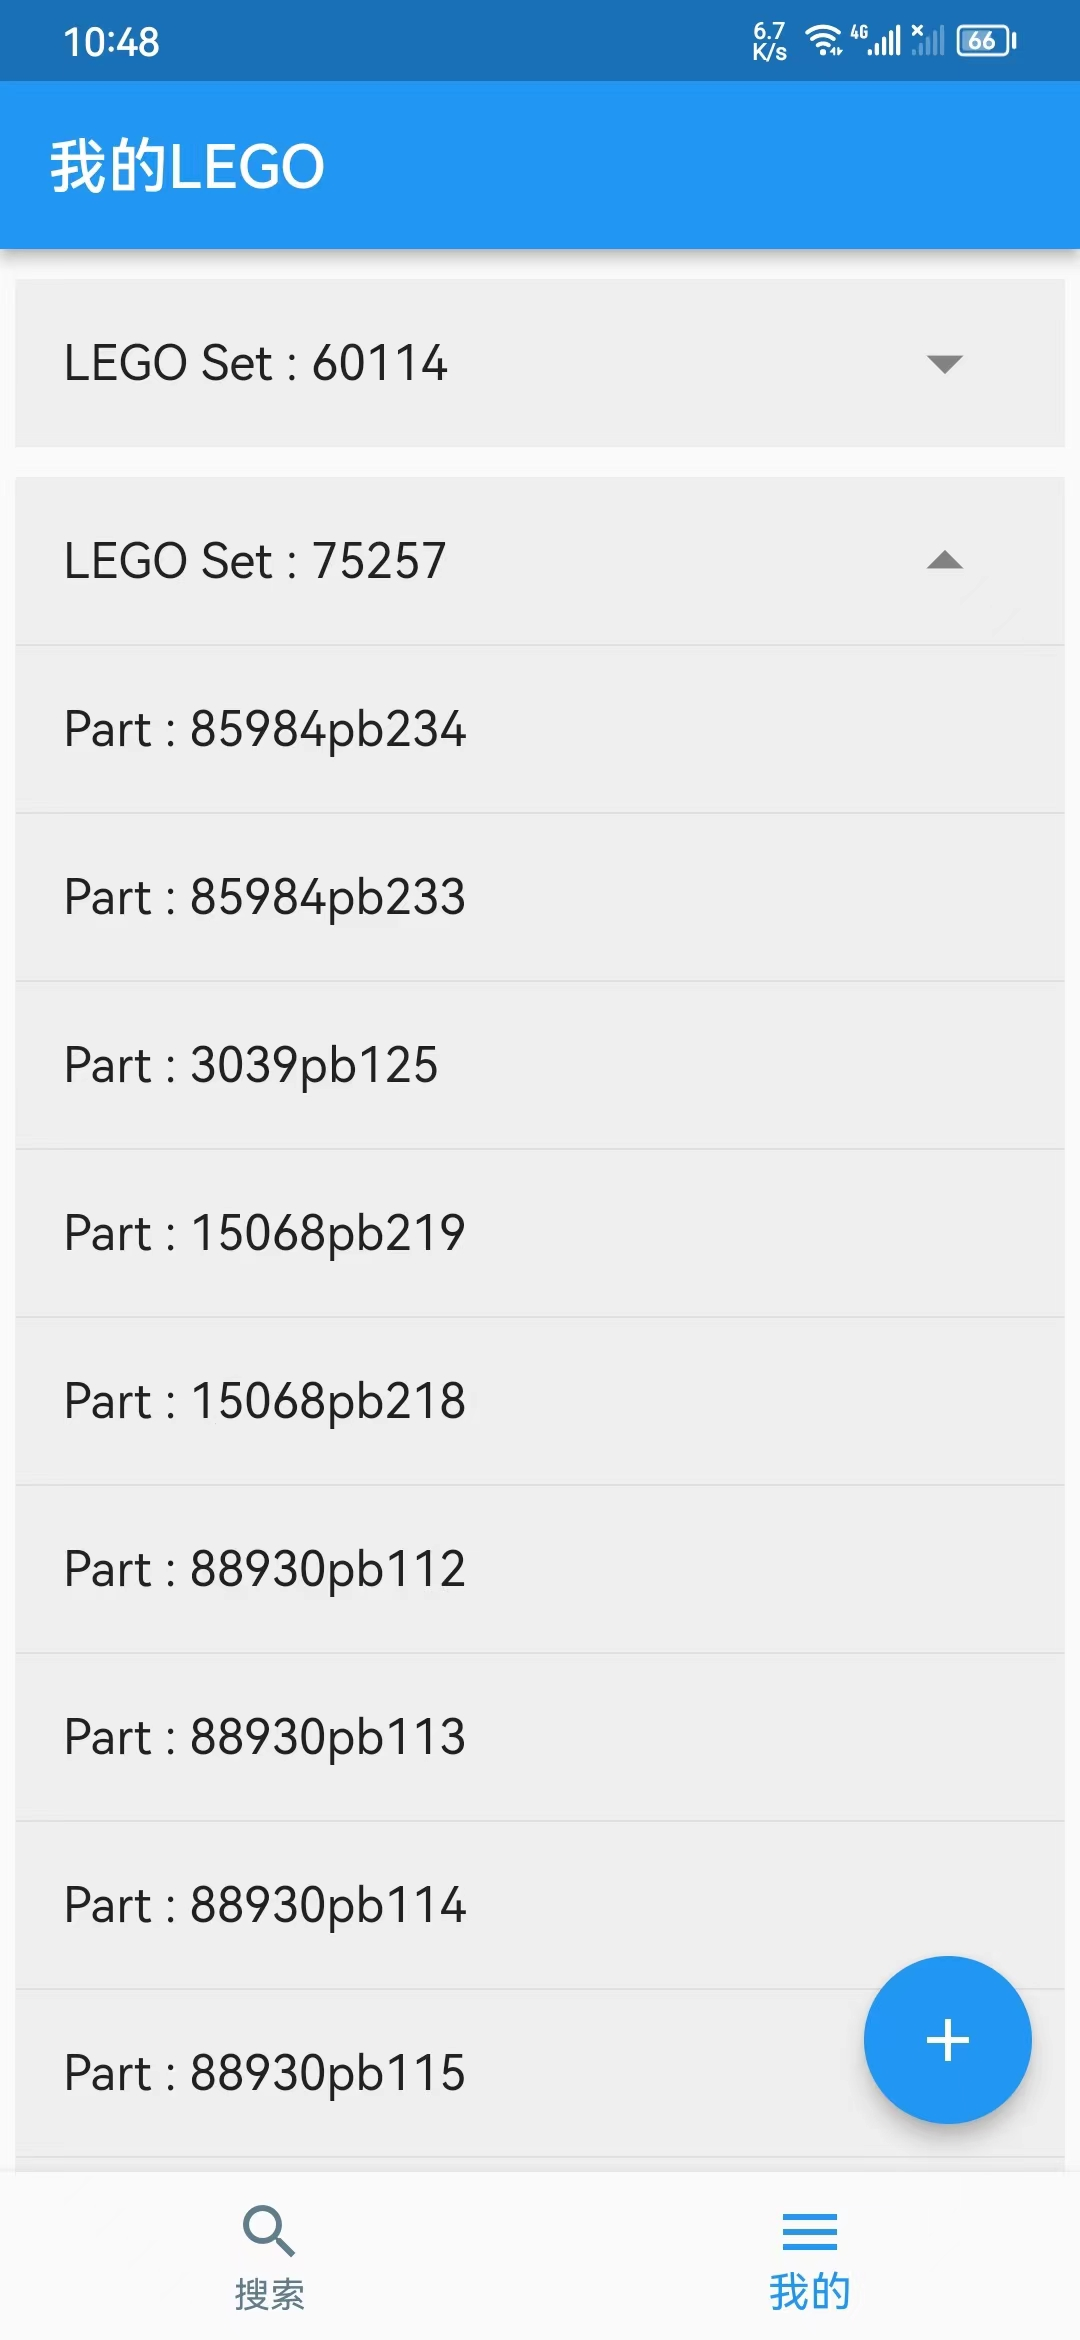 10:48
6.7
K/s
4G
66
我的LEGO
LEGO Set : 60114
LEGO Set : 75257
Part : 85984pb234
Part : 85984pb233
Part : 3039pb125
Part : 15068pb219
Part : 15068pb218
Part : 88930pb112
Part : 88930pb113
Part : 88930pb114
Part : 88930pb115
搜索
我的